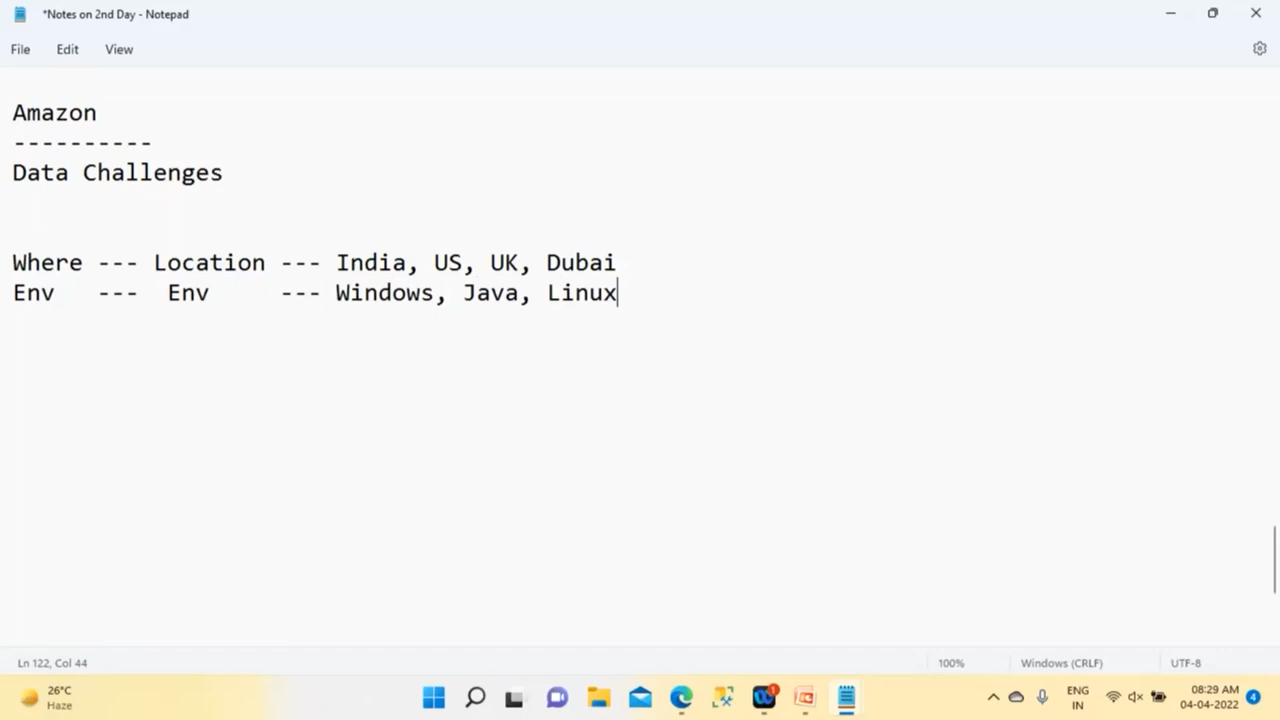 *Notes on 2nd Day - Notepad
File Edit View
Amazon
----------
Data Challenges
Where --- Location --- India, US, UK, Dubai
Env   ---  Env     --- Windows, Java, Linux
Ln 122, Col 44
100%
Windows (CRLF)
UTF-8
26°C
Haze
1
ENG
IN
08:29 AM
04-04-2022
4